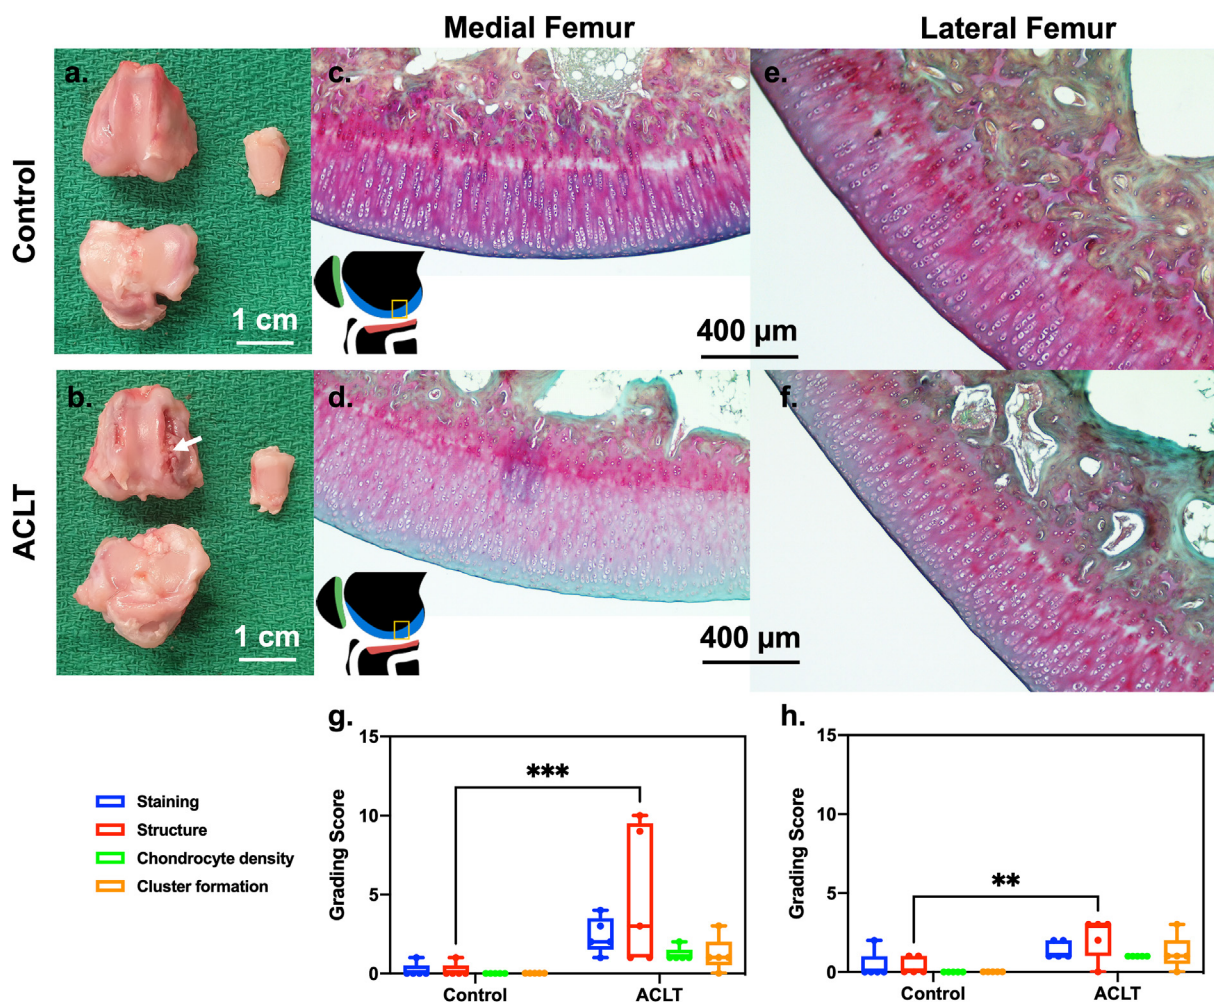 Medial Femur
Lateral Femur
Control
a.
1 cm
c.
400 µm
e.
ACLT
b.
1 cm
d.
400 µm
f.
Staining
Structure
Chondrocyte density
Cluster formation
g.
Grading Score
15
10
5
0
***
Control
ACLT
h.
Grading Score
15
10
5
0
**
Control
ACLT